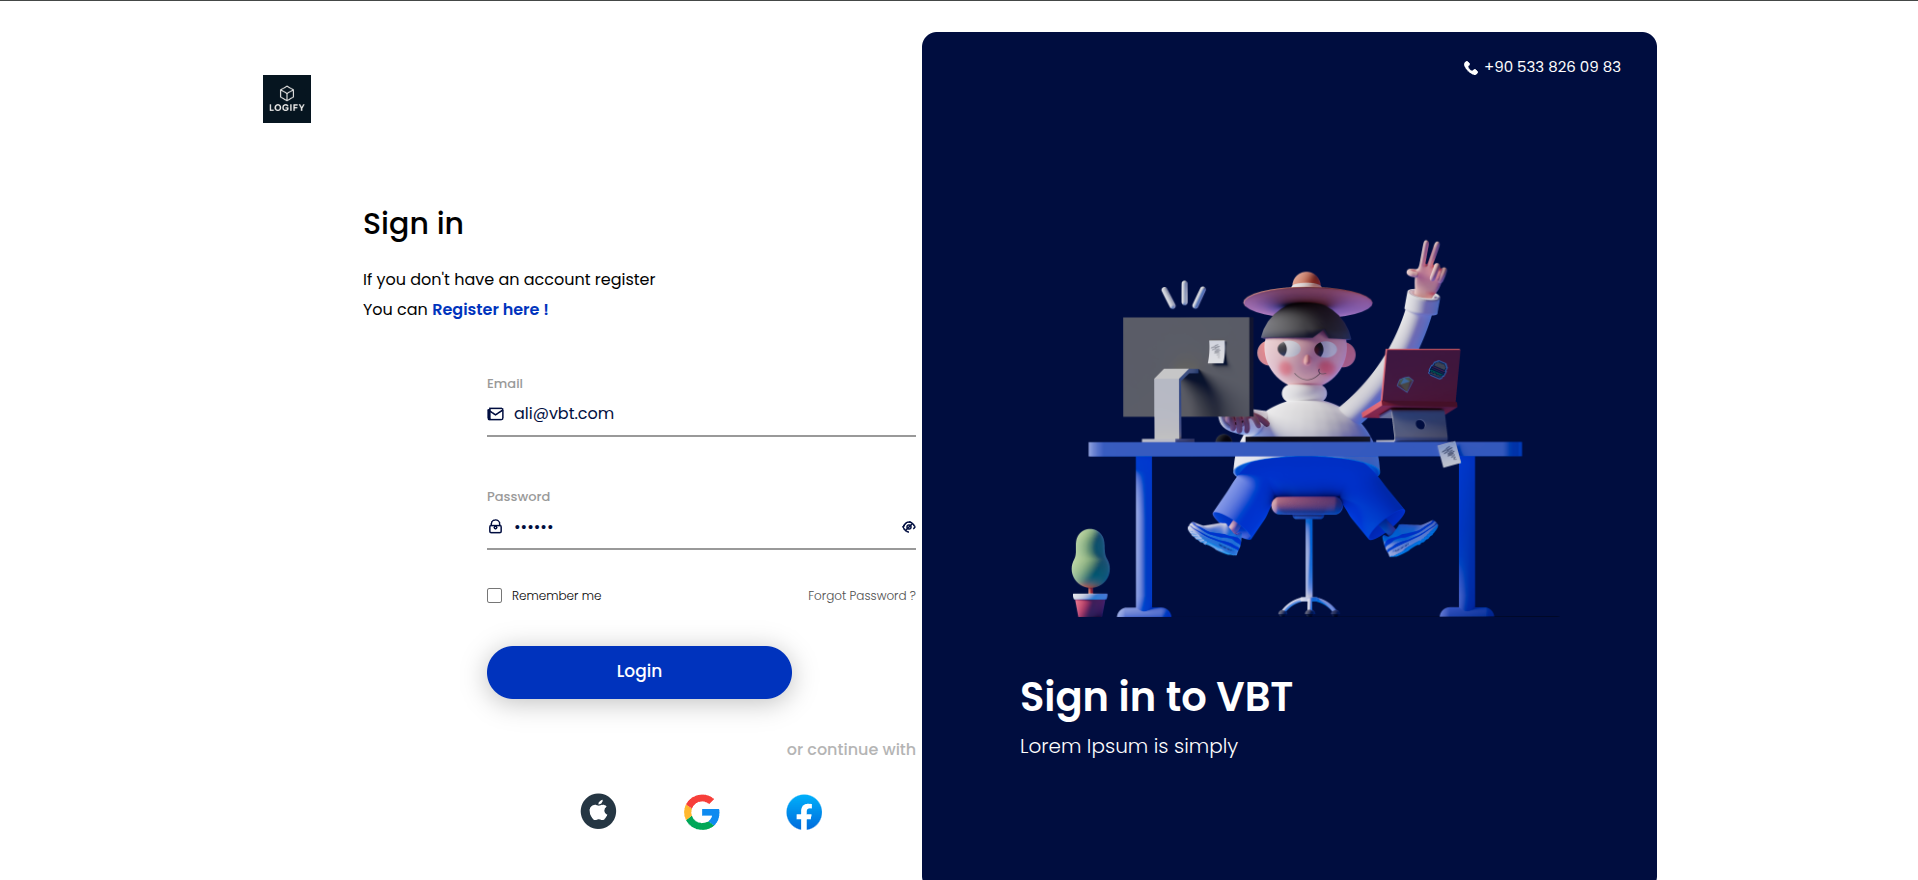 LOGIFY
Sign in
If you don't have an account register
You can Register here !
Email
ali@vbt.com
Password
••••••
Remember me
Forgot Password ?
Login
or continue with
+90 533 826 09 83
Sign in to VBT
Lorem Ipsum is simply